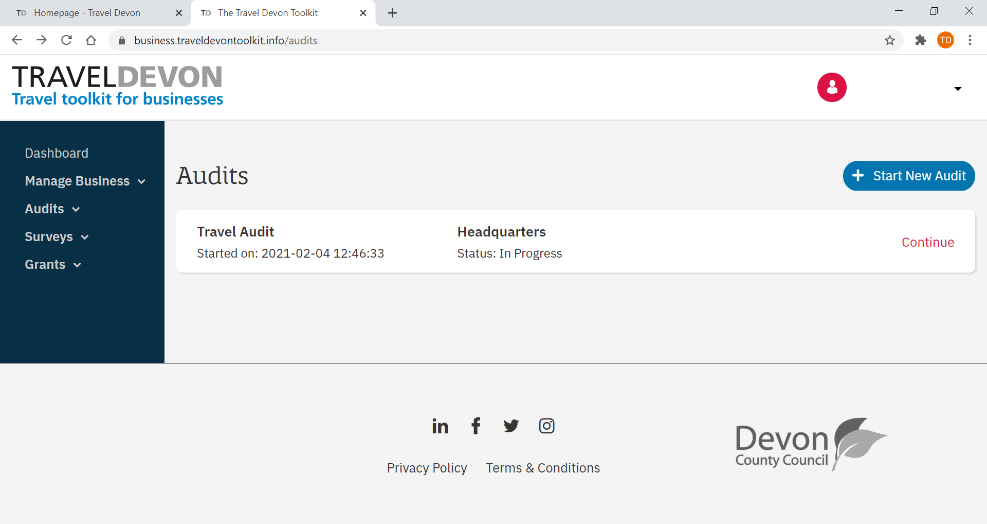 TD Homepage - Travel Devon
TD The Travel Devon Toolkit
business.traveldevontoolkit.info/audits
TD
TRAVELDEVON
Travel toolkit for businesses
Dashboard
Manage Business
Audits
Surveys
Grants
Audits
+ Start New Audit
Travel Audit
Started on: 2021-02-04 12:46:33
Headquarters
Status: In Progress
Continue
in f
Privacy Policy Terms & Conditions
Devon
County Council